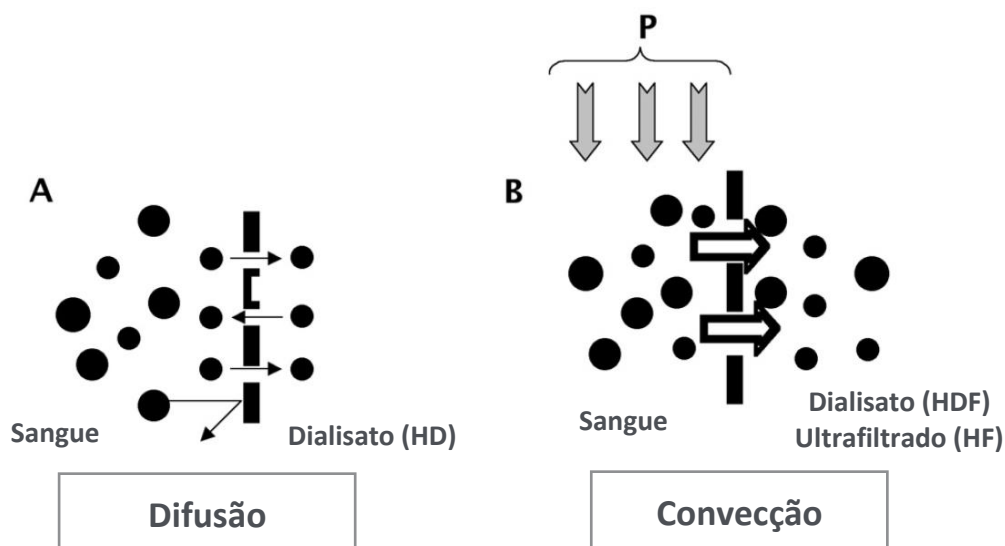 P
A
B
Sangue
Dialisato (HD)
Sangue
Dialisato (HDF)
Ultrafiltrado (HF)
Difusão
Convecção